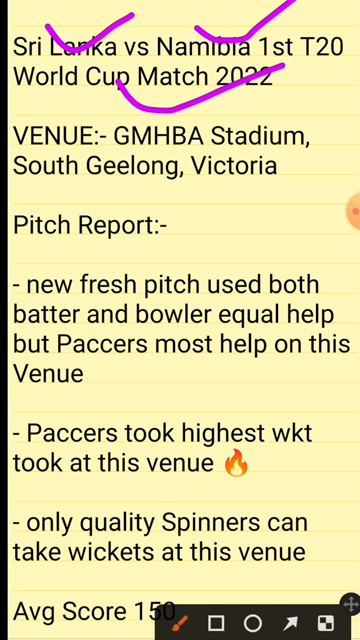 Sri Lanka vs Namibia 1st T20
World Cup Match 2022
VENUE:- GMHBA Stadium,
South Geelong, Victoria
Pitch Report:-
- new fresh pitch used both
batter and bowler equal help
but Paccers most help on this
Venue
- Paccers took highest wkt
took at this venue 🔥
- only quality Spinners can
take wickets at this venue
Avg Score 150